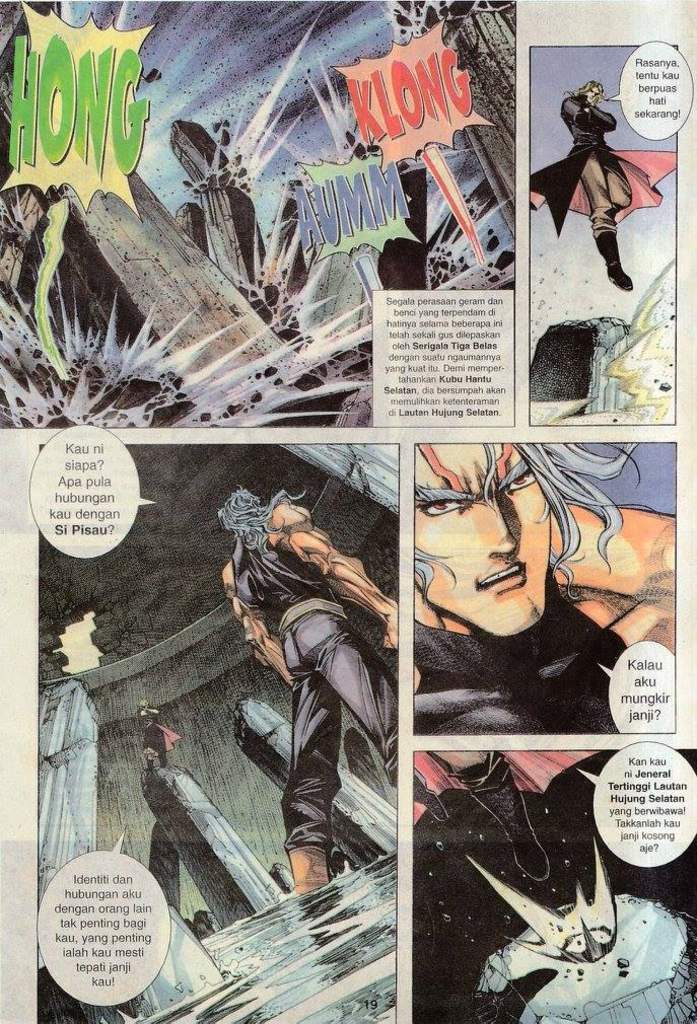 HONG
KLONG
AUMM
Segala perasaan geram dan
benci yang terpendam di
hatinya selama beberapa ini
telah sekali gus dilepaskan
oleh Serigala Tiga Belas
dengan suatu ngaumannya
yang kuat itu. Demi memper-
tahankan Kubu Hantu
Selatan, dia bersumpah akan
memulihkan ketenteraman
di Lautan Hujung Selatan.
Rasanya,
tentu kau
berpuas
hati
sekarang!
Kau ni
siapa?
Apa pula
hubungan
kau dengan
Si Pisau?
Identiti dan
hubungan aku
dengan orang lain
tak penting bagi
kau, yang penting
ialah kau mesti
tepati janji
kau!
Kalau
aku
mungkir
janji?
Kan kau
ni Jeneral
Tertinggi Lautan
Hujung Selatan
yang berwibawa!
Takkanlah kau
janji kosong
aje?
19